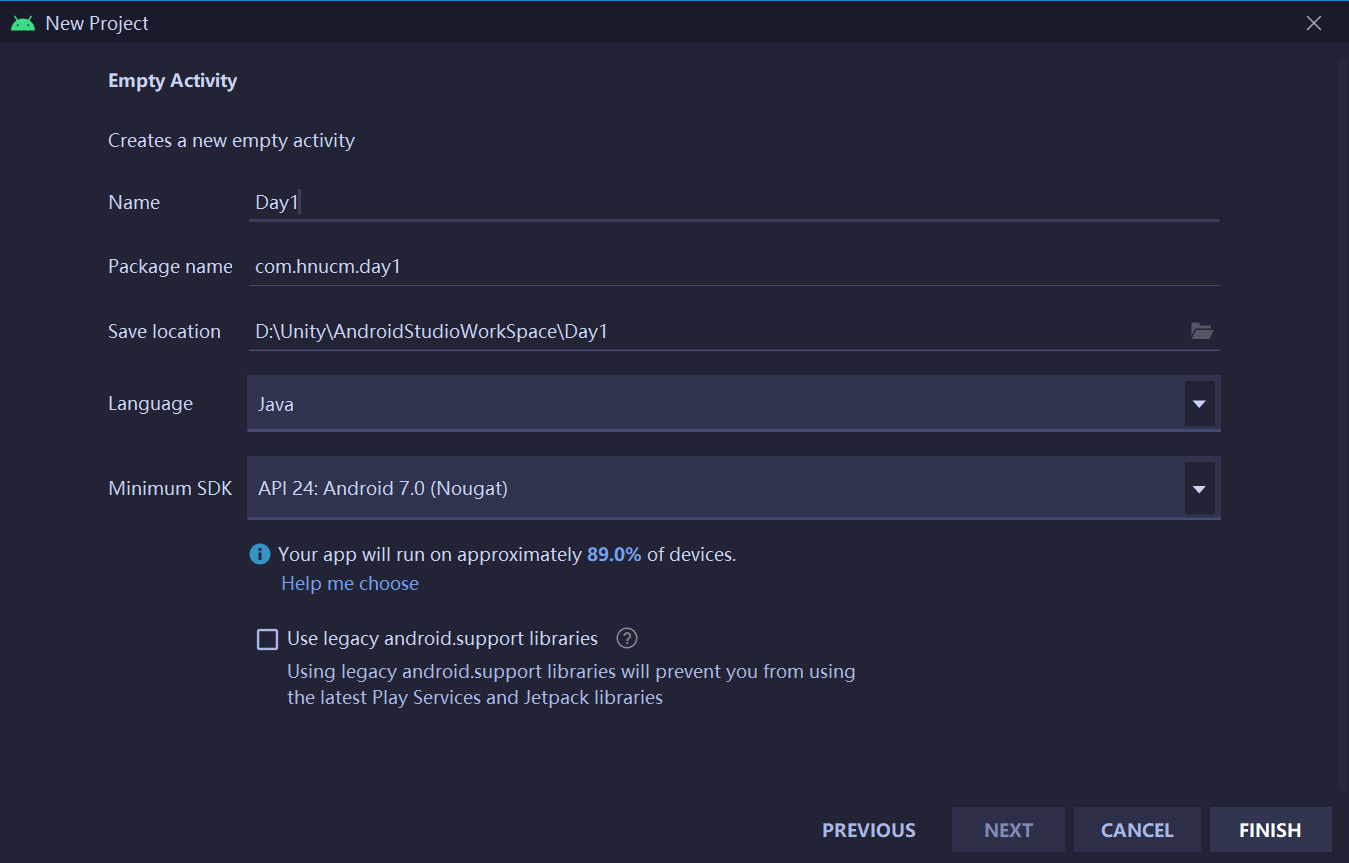 New Project
Empty Activity
Creates a new empty activity
Name Day1
Package name com.hnucm.day1
Save location D:\Unity\AndroidStudioWorkSpace\Day1
Language Java
Minimum SDK API 24: Android 7.0 (Nougat)
Your app will run on approximately 89.0% of devices.
Help me choose
Use legacy android.support libraries ?
Using legacy android.support libraries will prevent you from using
the latest Play Services and Jetpack libraries
PREVIOUS NEXT CANCEL FINISH